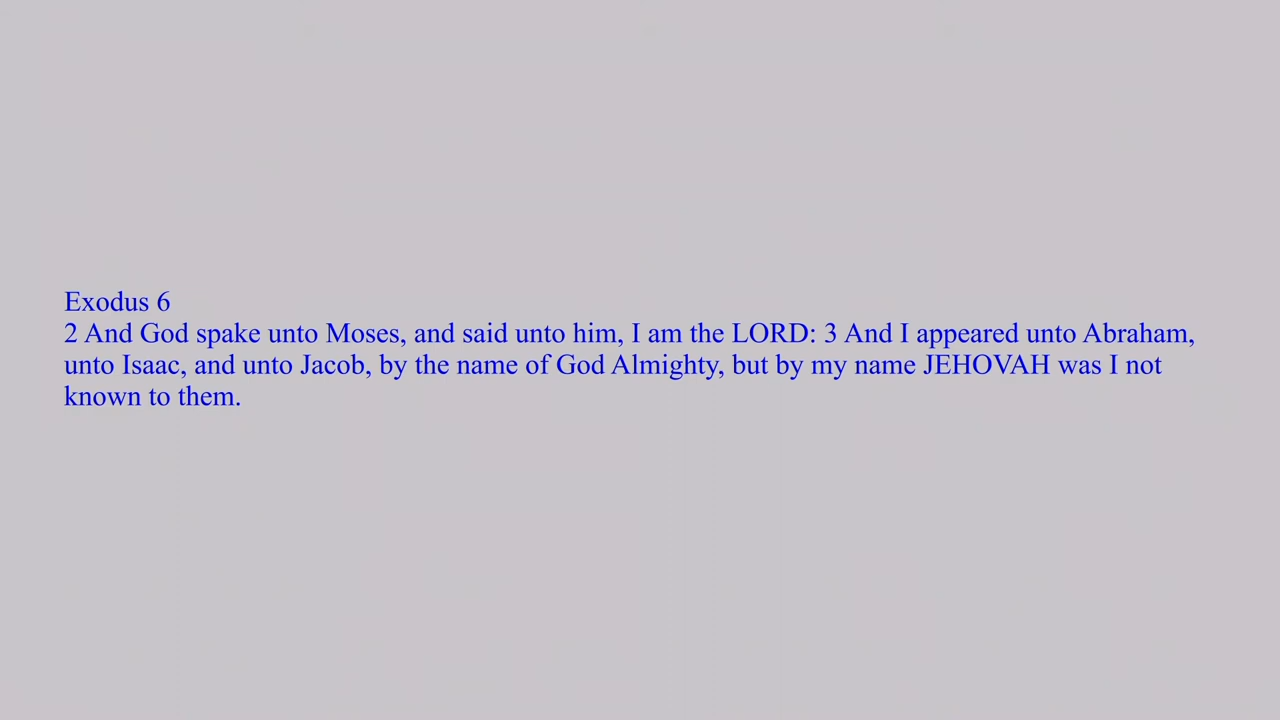 Exodus 6
2 And God spake unto Moses, and said unto him, I am the LORD: 3 And I appeared unto Abraham,
unto Isaac, and unto Jacob, by the name of God Almighty, but by my name JEHOVAH was I not
known to them.